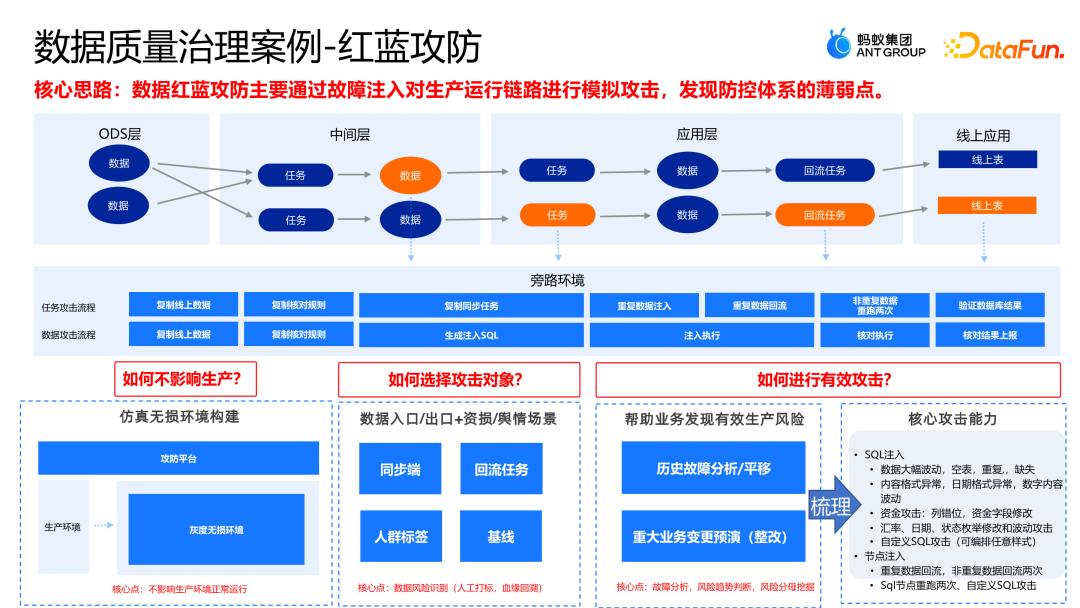 数据质量治理案例-红蓝攻防
蚂蚁集团
ANT GROUP
DataFun.
核心思路：数据红蓝攻防主要通过故障注入对生产运行链路进行模拟攻击，发现防控体系的薄弱点。
ODS层
中间层
应用层
线上应用
数据
任务
数据
任务
数据
回流任务
线上表
数据
任务
数据
任务
数据
回流任务
线上表
旁路环境
任务攻击流程
复制线上数据
复制核对规则
复制同步任务
重复数据注入
重复数据回流
非重复数据
重跑两次
验证数据库结果
数据攻击流程
复制线上数据
复制核对规则
生成注入SQL
注入执行
核对执行
核对结果上报
如何不影响生产？
如何选择攻击对象？
如何进行有效攻击？
仿真无损环境构建
攻防平台
生产环境
灰度无损环境
核心点：不影响生产环境正常运行
数据入口/出口+资损/舆情场景
同步端
回流任务
人群标签
基线
核心点：数据风险识别（人工打标，血缘回溯）
帮助业务发现有效生产风险
历史故障分析/平移
重大业务变更预演（整改）
核心点：故障分析，风险趋势判断，风险分母挖掘
梳理
核心攻击能力
• SQL注入
• 数据大幅波动，空表，重复,，缺失
• 内容格式异常，日期格式异常，数字内容
波动
• 资金攻击：列错位，资金字段修改
• 汇率、日期、状态枚举修改和波动攻击
• 自定义SQL攻击（可编排任意样式）
• 节点注入
• 重复数据回流，非重复数据回流两次
• Sql节点重跑两次、自定义SQL攻击